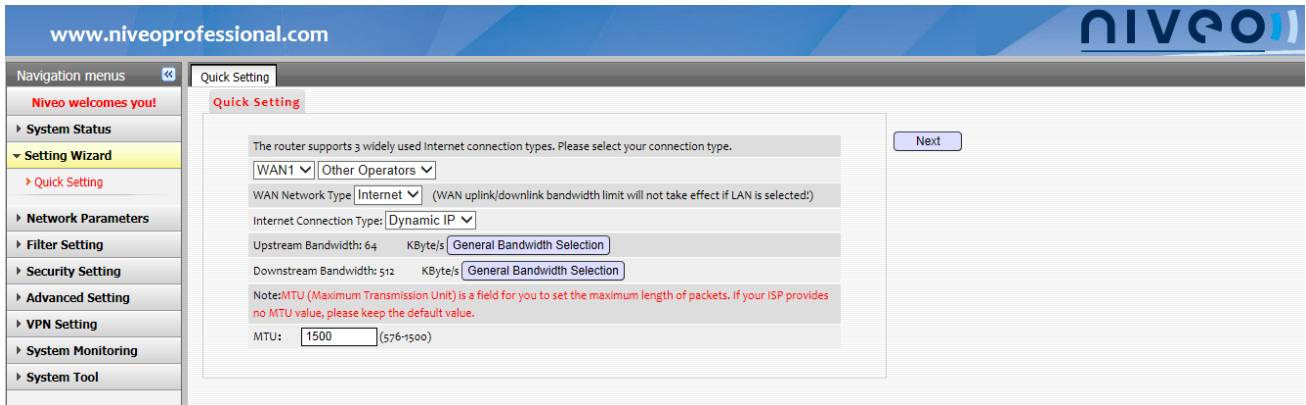 www.niveoprofessional.com
niveo
Navigation menus
Niveo welcomes you!
System Status
Setting Wizard
Quick Setting
Network Parameters
Filter Setting
Security Setting
Advanced Setting
VPN Setting
System Monitoring
System Tool
Quick Setting
Quick Setting
The router supports 3 widely used Internet connection types. Please select your connection type.
WAN1 Other Operators
WAN Network Type Internet (WAN uplink/downlink bandwidth limit will not take effect if LAN is selected!)
Internet Connection Type: Dynamic IP
Upstream Bandwidth: 64 KByte/s General Bandwidth Selection
Downstream Bandwidth: 512 KByte/s General Bandwidth Selection
Note:MTU (Maximum Transmission Unit) is a field for you to set the maximum length of packets. If your ISP provides
no MTU value, please keep the default value.
MTU: 1500 (576-1500)
Next